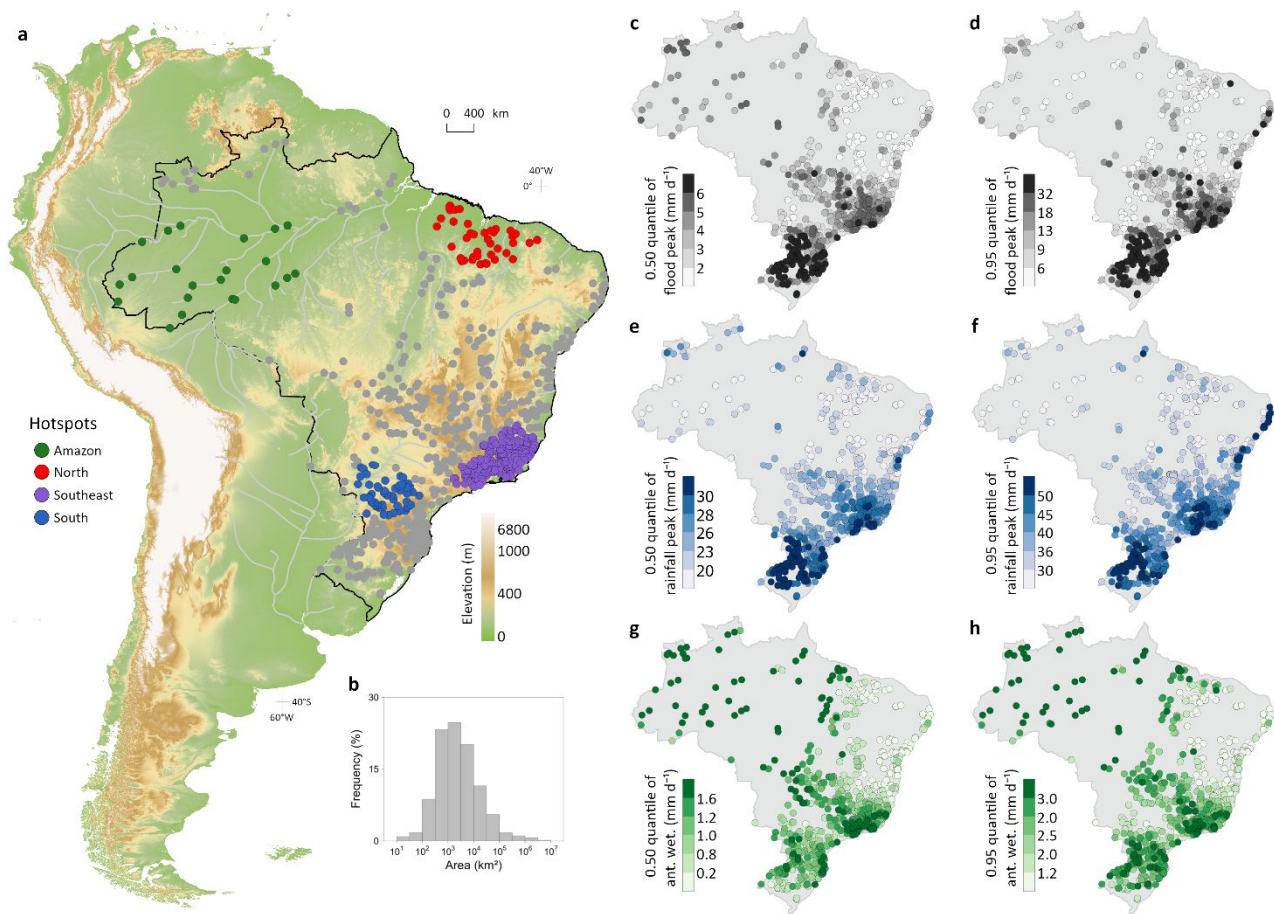 a
0 400 km
40°W
0°
Hotspots
Amazon
North
Southeast
South
Elevation (m)
6800
1000
400
0
40°S
60°W
b
Frequency (%)
30
15
0
10¹ 10² 10³ 10⁴ 10⁵ 10⁶ 10⁷
Area (km²)
c
0.50 quantile of
flood peak (mm d⁻¹)
6
5
4
3
2
d
0.95 quantile of
flood peak (mm d⁻¹)
32
18
13
9
6
e
0.50 quantile of
rainfall peak (mm d⁻¹)
30
28
26
23
20
f
0.95 quantile of
rainfall peak (mm d⁻¹)
50
45
40
36
30
g
0.50 quantile of
ant. wet. (mm d⁻¹)
1.6
1.2
1.0
0.8
0.2
h
0.95 quantile of
ant. wet. (mm d⁻¹)
3.0
2.0
2.5
2.0
1.2